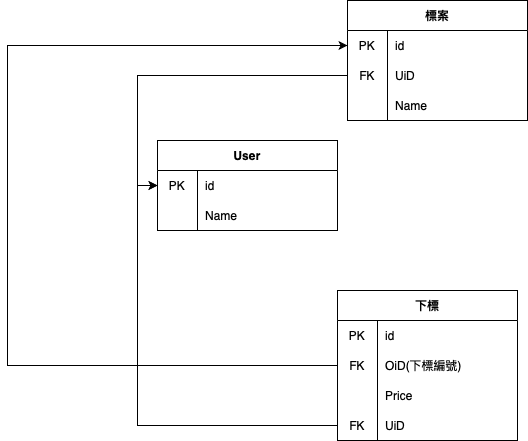 標案
PK id
FK UiD
Name
User
PK id
Name
下標
PK id
FK OiD(下標編號)
Price
FK UiD